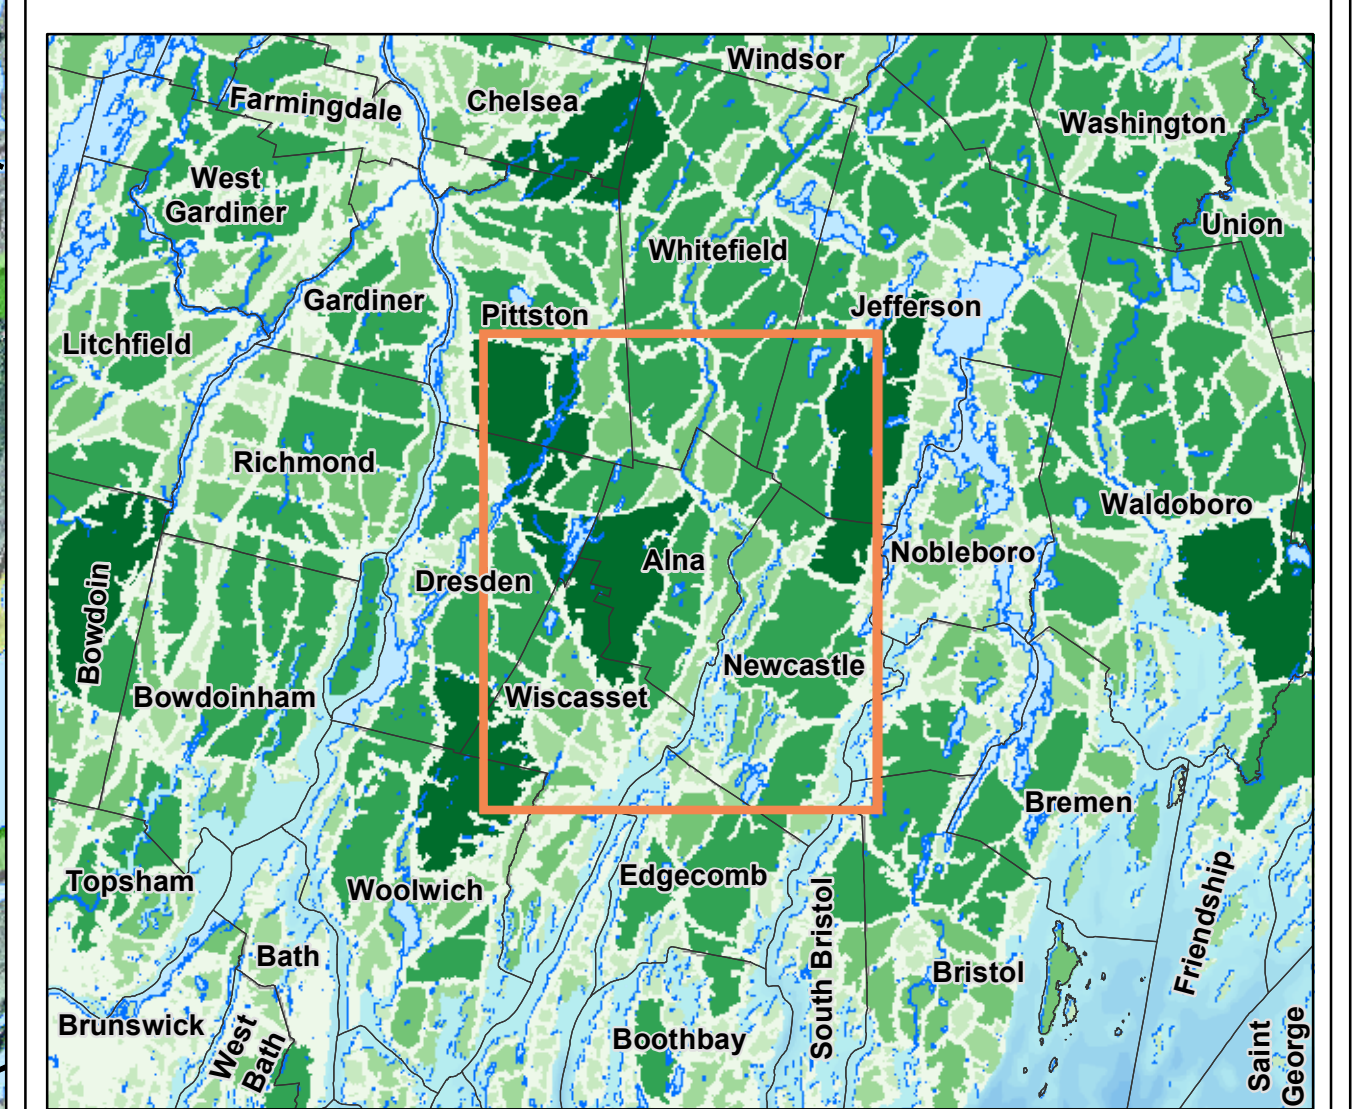 Windsor
Farmingdale
Chelsea
Washington
West
Gardiner
Union
Whitefield
Gardiner
Pittston
Jefferson
Litchfield
Richmond
Waldoboro
Alna
Nobleboro
Dresden
Bowdoin
Newcastle
Bowdoinham
Wiscasset
Bremen
Topsham
Woolwich
Edgecomb
South Bristol
Friendship
Bath
Bristol
Brunswick
West
Bath
Boothbay
Saint
George